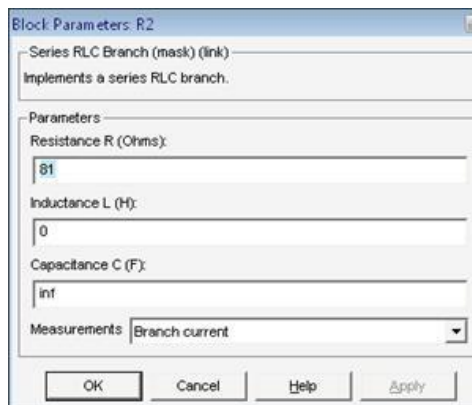 Block Parameters: R2
Series RLC Branch (mask) (link)
Implements a series RLC branch.
Parameters
Resistance R (Ohms):
81
Inductance L (H):
0
Capacitance C (F):
inf
Measurements Branch current
OK Cancel Help Apply